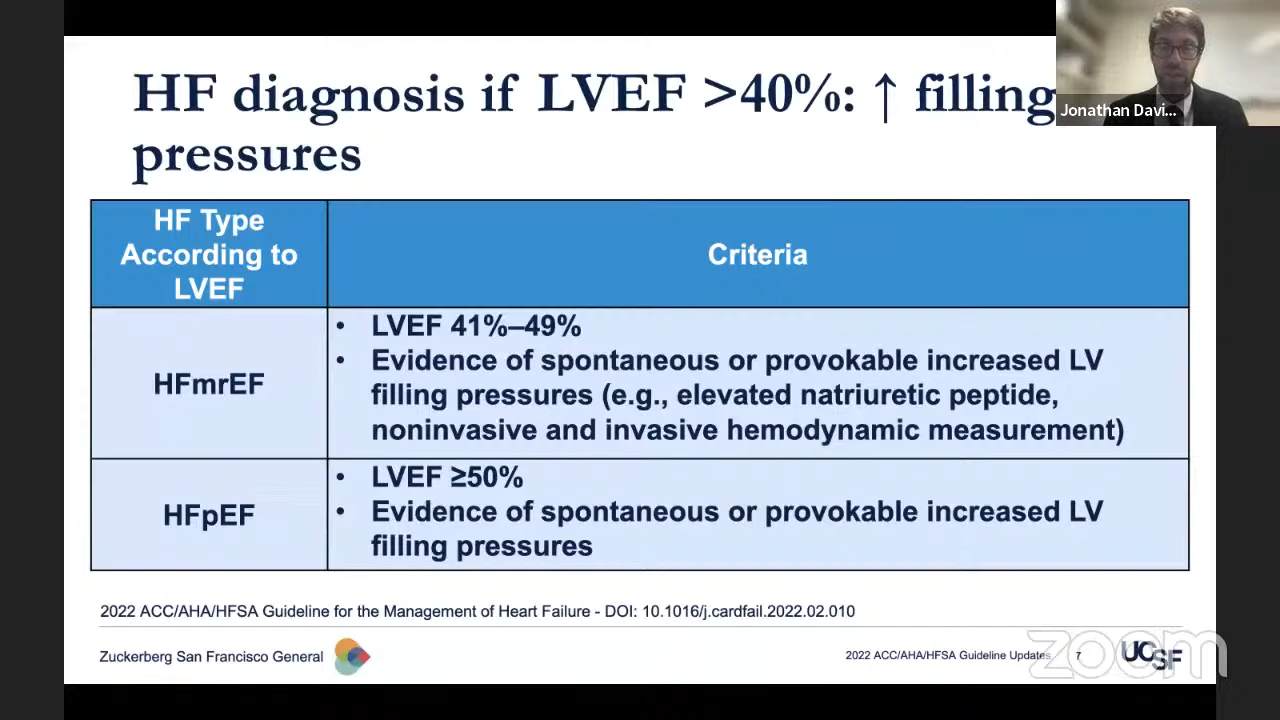 HF diagnosis if LVEF >40%: ↑ filling
pressures
Jonathan Davi...
HF Type
According to
LVEF
Criteria
HFmrEF
• LVEF 41%–49%
• Evidence of spontaneous or provokable increased LV
filling pressures (e.g., elevated natriuretic peptide,
noninvasive and invasive hemodynamic measurement)
HFpEF
• LVEF ≥50%
• Evidence of spontaneous or provokable increased LV
filling pressures
2022 ACC/AHA/HFSA Guideline for the Management of Heart Failure - DOI: 10.1016/j.cardfail.2022.02.010
Zuckerberg San Francisco General
2022 ACC/AHA/HFSA Guideline Updates
7
UCSF
zoom